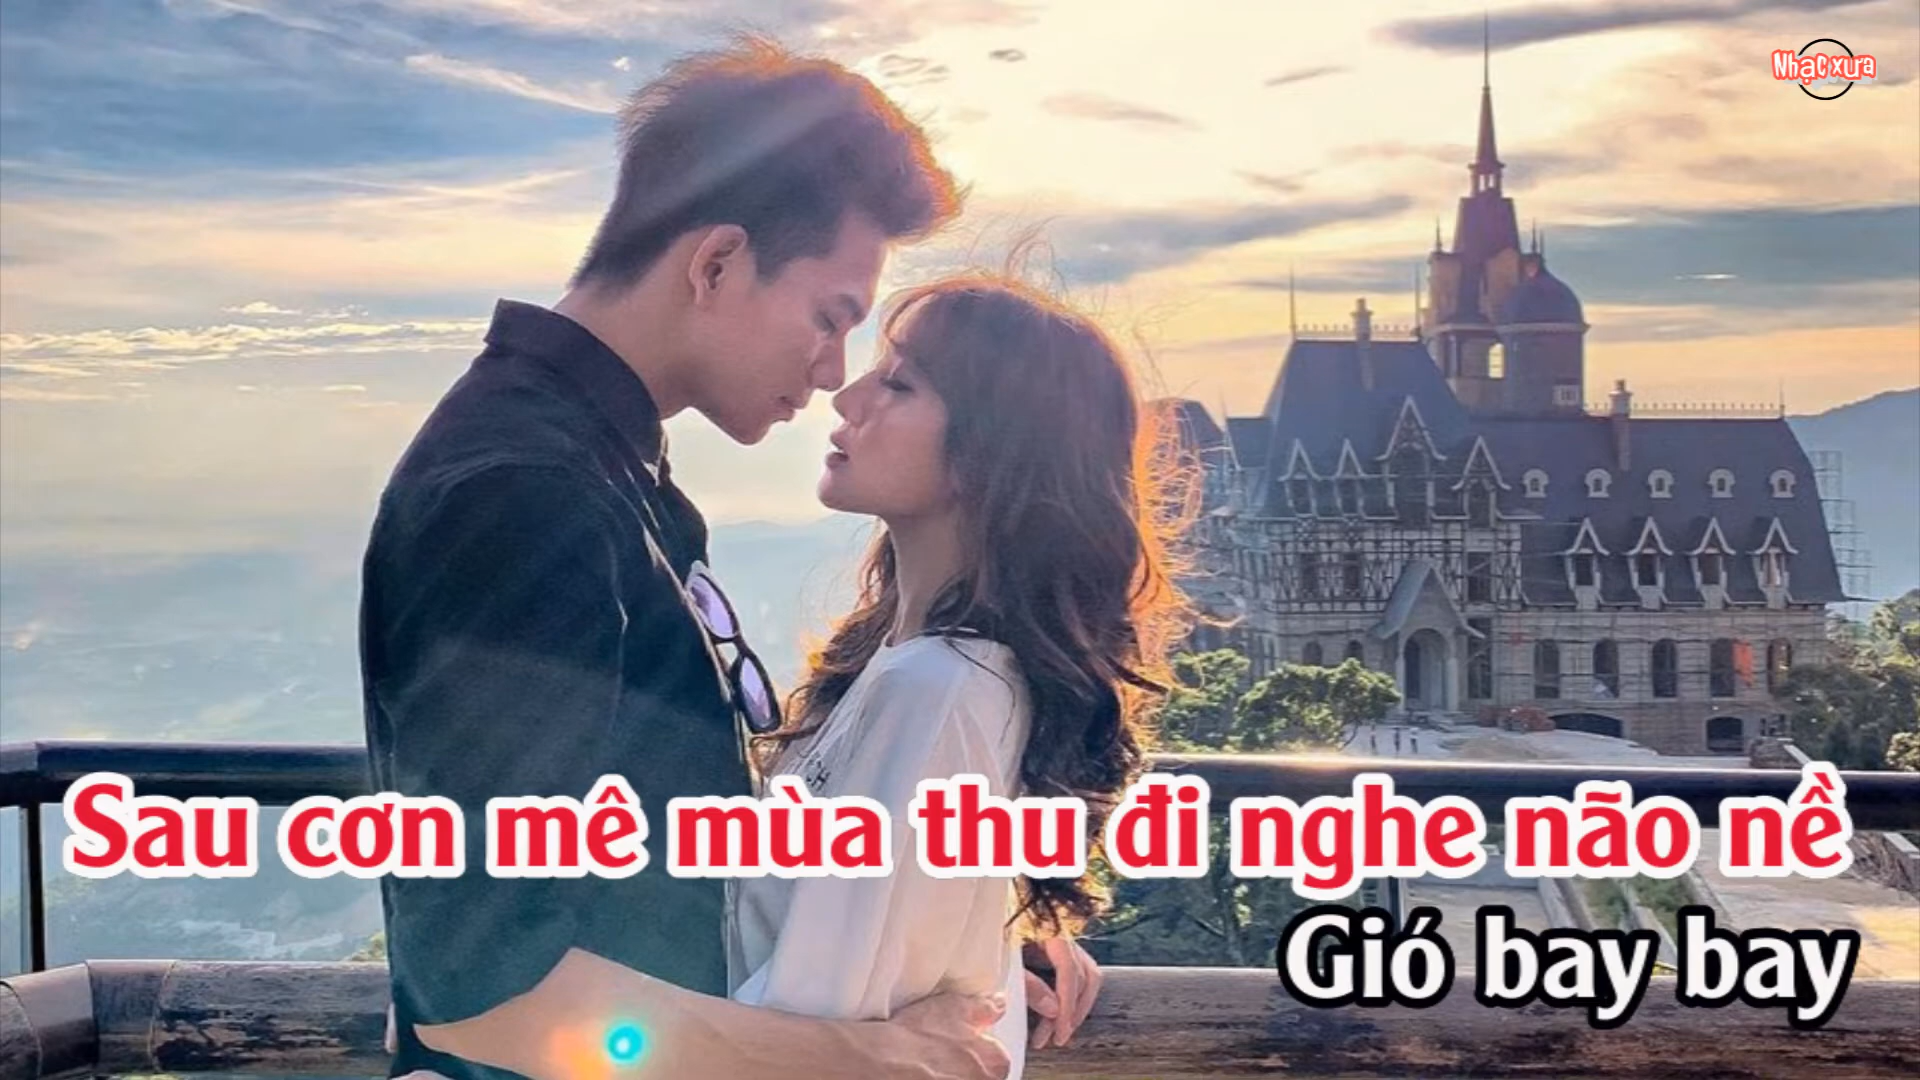 Nhạc xưa
Sau cơn mê mùa thu đi nghe não nề
Gió bay bay